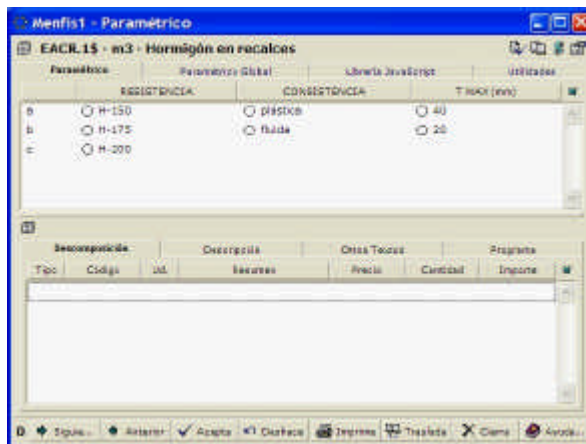 Menfis1 - Paramétrico
EACR.1$ - m3 - Hormigón en recalces
Paramétrico Paramétrico Global Librería JavaScript Utilidades
RESISTENCIA CONSISTENCIA T MAX (mm)
a H-150 plástica 40
b H-175 fluida 20
c H-200
Descomposición Descripción Otros Textos Programa
Tipo Código Ud. Resumen Precio Cantidad Importe
Siguie... Anterior Acepta Deshace Imprime Traslada Cierra Ayuda...